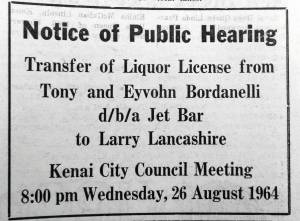 Notice of Public Hearing
Transfer of Liquor License from
Tony and Eyvohn Bordanelli
d/b/a Jet Bar
to Larry Lancashire
Kenai City Council Meeting
8:00 pm Wednesday, 26 August 1964